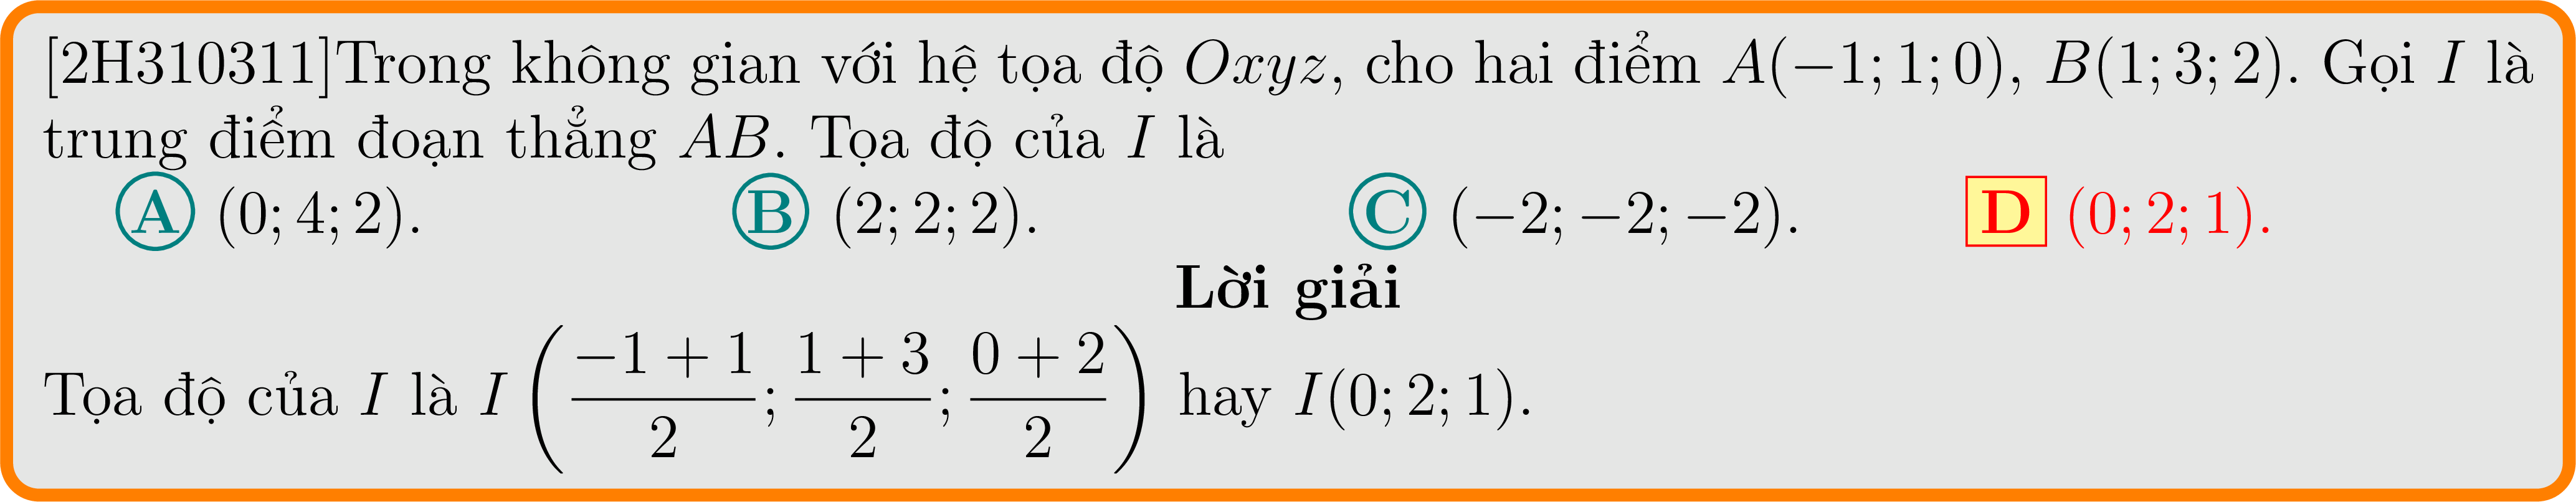 [2H310311]Trong không gian với hệ tọa độ Oxyz, cho hai điểm A(−1; 1; 0), B(1; 3; 2). Gọi I là
trung điểm đoạn thẳng AB. Tọa độ của I là
A (0; 4; 2). B (2; 2; 2). C (−2; −2; −2). D (0; 2; 1).
Lời giải
Tọa độ của I là I \left( \frac{-1+1}{2}; \frac{1+3}{2}; \frac{0+2}{2} \right) hay I(0; 2; 1).